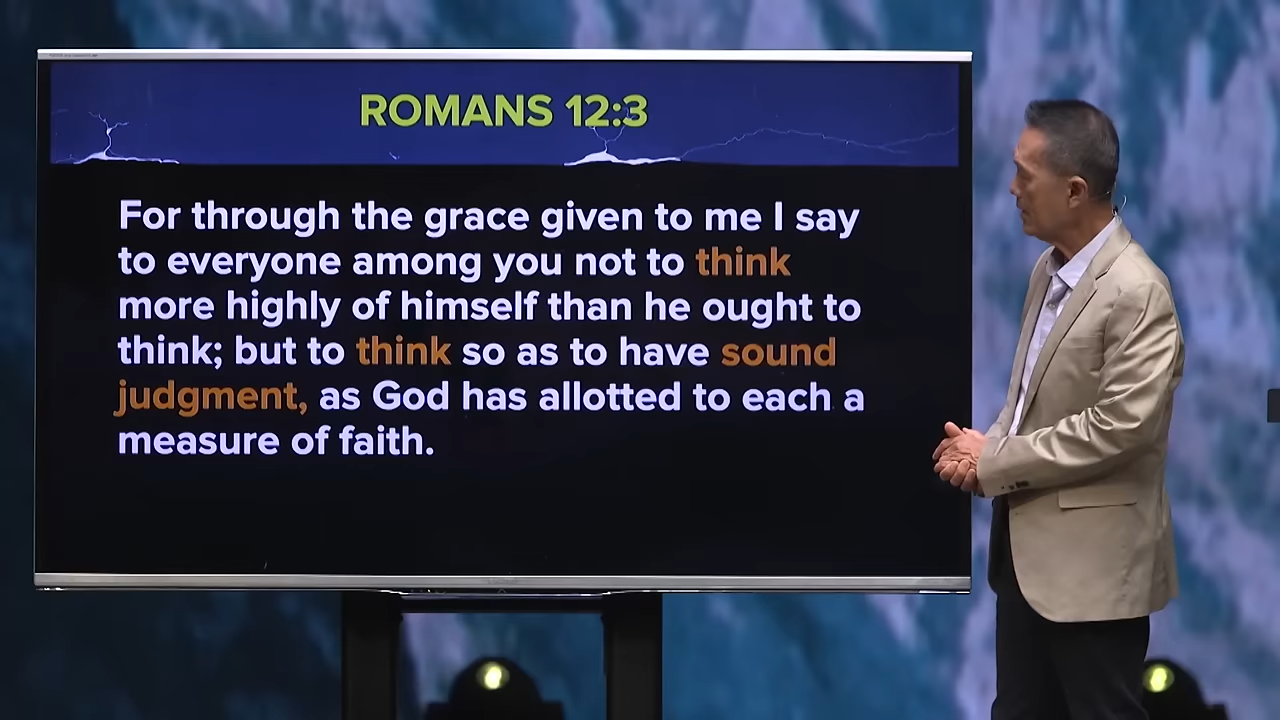 ROMANS 12:3
For through the grace given to me I say
to everyone among you not to think
more highly of himself than he ought to
think; but to think so as to have sound
judgment, as God has allotted to each a
measure of faith.